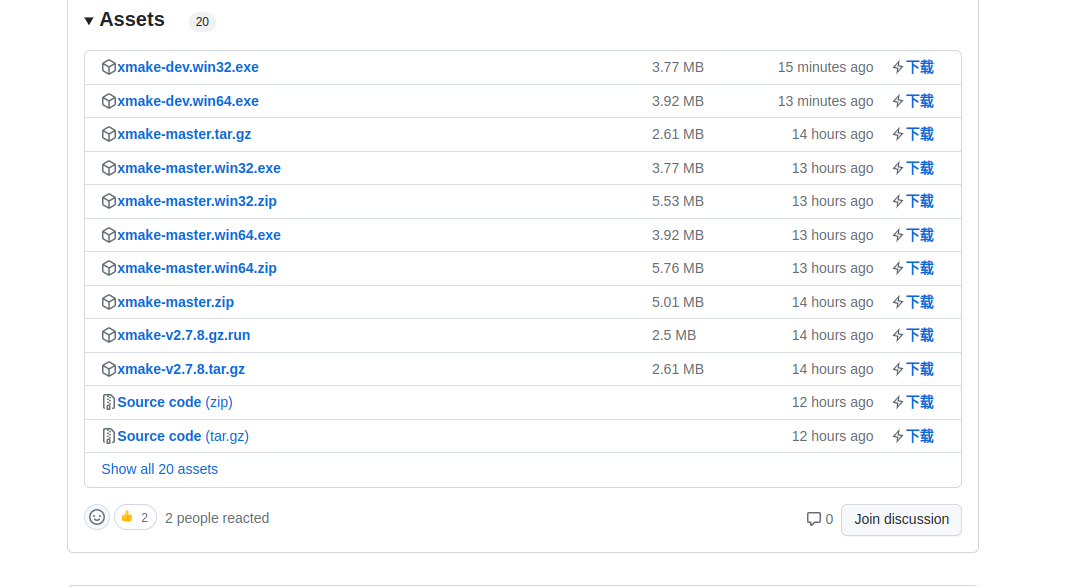 Assets 20
xmake-dev.win32.exe 3.77 MB 15 minutes ago 下载
xmake-dev.win64.exe 3.92 MB 13 minutes ago 下载
xmake-master.tar.gz 2.61 MB 14 hours ago 下载
xmake-master.win32.exe 3.77 MB 13 hours ago 下载
xmake-master.win32.zip 5.53 MB 13 hours ago 下载
xmake-master.win64.exe 3.92 MB 13 hours ago 下载
xmake-master.win64.zip 5.76 MB 13 hours ago 下载
xmake-master.zip 5.01 MB 14 hours ago 下载
xmake-v2.7.8.gz.run 2.5 MB 14 hours ago 下载
xmake-v2.7.8.tar.gz 2.61 MB 14 hours ago 下载
Source code (zip) 12 hours ago 下载
Source code (tar.gz) 12 hours ago 下载
Show all 20 assets
2 2 people reacted 0 Join discussion